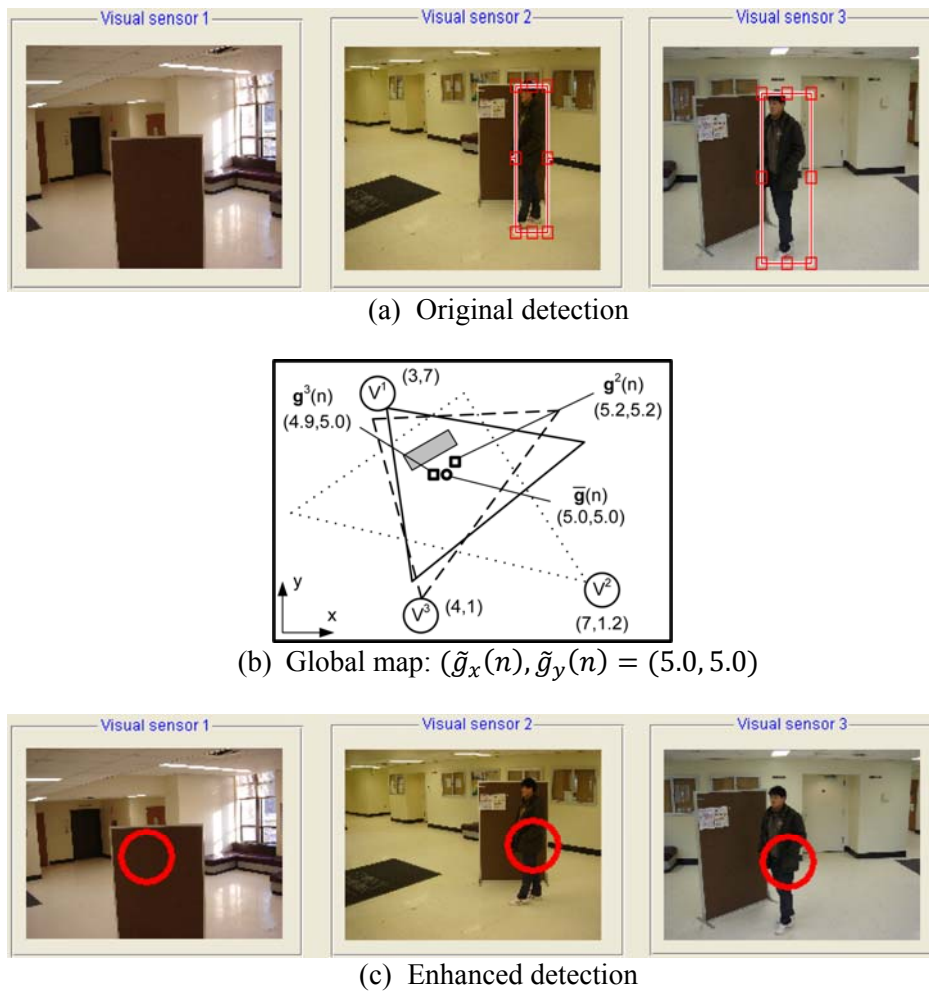 Visual sensor 1 Visual sensor 2 Visual sensor 3
(a) Original detection
g³(n)
(4.9,5.0)
V¹
(3,7)
g²(n)
(5.2,5.2)
g̅(n)
(5.0,5.0)
y
x
V³
(4,1)
V²
(7,1.2)
(b) Global map: (g̃ₓ(n), g̃ᵧ(n) = (5.0, 5.0)
Visual sensor 1 Visual sensor 2 Visual sensor 3
(c) Enhanced detection